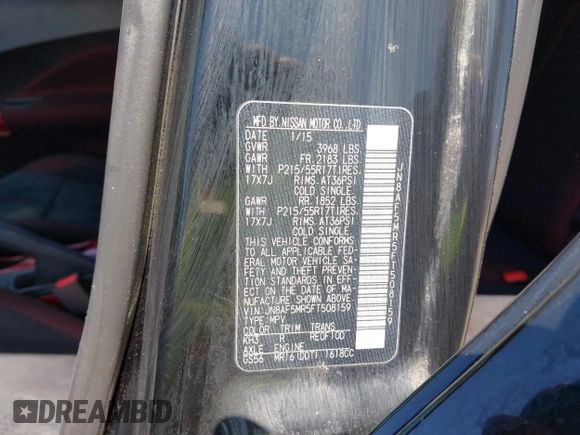 MFD BY NISSAN MOTOR CO.,LTD
DATE 1/15
GVWR 3968 LBS.
GAWR FR. 2183 LBS.
WITH P215/55R17TIRES.
17X7J RIMS. AT36PSI
COLD SINGLE.
GAWR RR. 1852 LBS.
WITH P215/55R17TIRES.
17X7J RIMS. AT36PSI
COLD SINGLE.
THIS VEHICLE CONFORMS
TO ALL APPLICABLE FED-
ERAL MOTOR VEHICLE SA-
FETY AND THEFT PREVEN-
TION STANDARDS IN EFF-
ECT ON THE DATE OF MA-
NUFACTURE SHOWN ABOVE.
VIN:JN8AF5MR5FT508159
TYPE:MPV
COLOR TRIM TRANS
KH3 R RE0F10D
AXLE ENGINE
GS56 MR16(DDT) 1618CC
JN8AF5MR5FT508159
DREAMBID